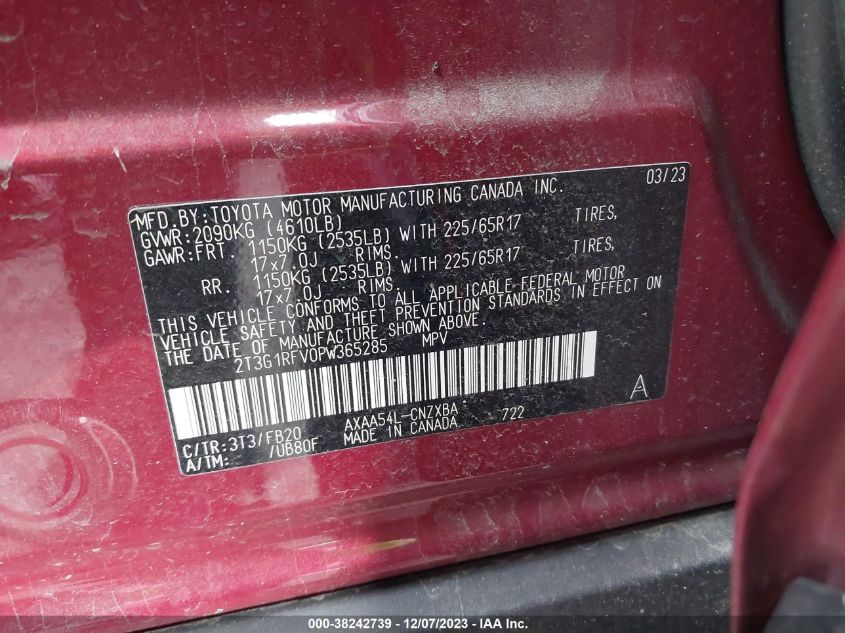 MFD.BY:TOYOTA MOTOR MANUFACTURING CANADA INC. 03/23
GVWR:2090KG (4610LB)
GAWR:FRT. 1150KG (2535LB) WITH 225/65R17 TIRES,
17x7.0J RIMS.
RR. 1150KG (2535LB) WITH 225/65R17 TIRES,
17x7.0J RIMS.
THIS VEHICLE CONFORMS TO ALL APPLICABLE FEDERAL MOTOR
VEHICLE SAFETY AND THEFT PREVENTION STANDARDS IN EFFECT ON
THE DATE OF MANUFACTURE SHOWN ABOVE.
2T3G1RFV0PW365285 MPV
C/TR:3T3/FB20 AXAA54L-CNZXBA 722 A
A/TM: /UB80F MADE IN CANADA
000-38242739 - 12/07/2023 - IAAI.COM